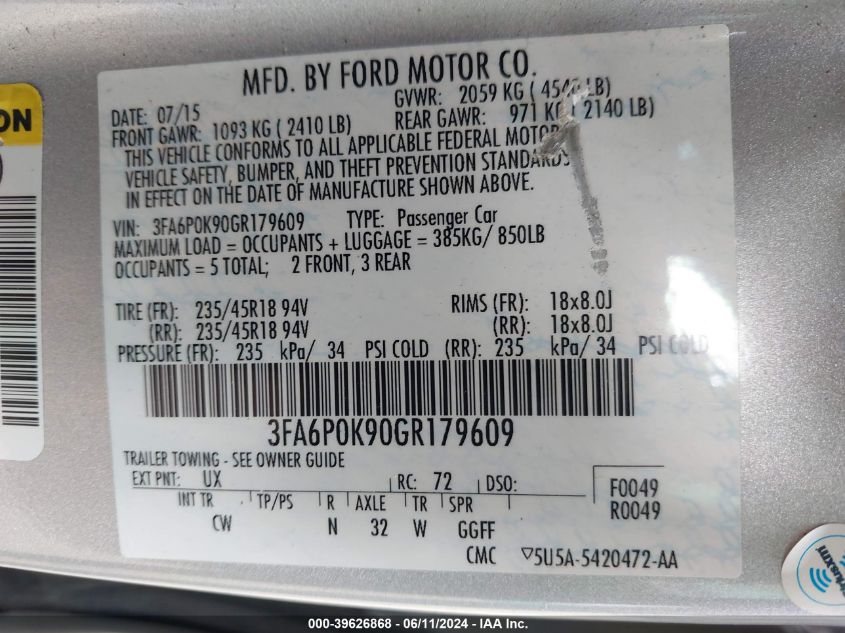 MFD. BY FORD MOTOR CO.
DATE: 07/15 GVWR: 2059 KG ( 4540 LB)
FRONT GAWR: 1093 KG ( 2410 LB) REAR GAWR: 971 KG ( 2140 LB)
THIS VEHICLE CONFORMS TO ALL APPLICABLE FEDERAL MOTOR
VEHICLE SAFETY, BUMPER, AND THEFT PREVENTION STANDARDS
IN EFFECT ON THE DATE OF MANUFACTURE SHOWN ABOVE.
VIN: 3FA6P0K90GR179609 TYPE: Passenger Car
MAXIMUM LOAD = OCCUPANTS + LUGGAGE = 385KG/ 850LB
OCCUPANTS = 5 TOTAL; 2 FRONT, 3 REAR
TIRE (FR): 235/45R18 94V RIMS (FR): 18x8.0J
(RR): 235/45R18 94V (RR): 18x8.0J
PRESSURE (FR): 235 kPa/ 34 PSI COLD (RR): 235 kPa/ 34 PSI COLD
3FA6P0K90GR179609
TRAILER TOWING - SEE OWNER GUIDE
EXT PNT: UX RC: 72 DSO: F0049
INT TR TP/PS R AXLE TR SPR R0049
CW N 32 W GGFF
CMC 5U5A-5420472-AA
ON
siriusxm
000-39626868 - 06/11/2024 - IAA Inc.